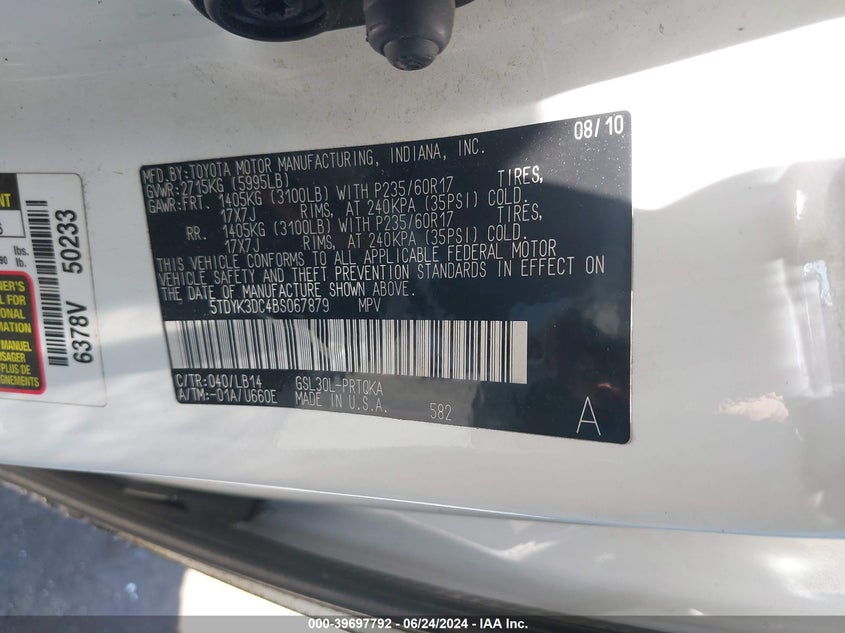 08/10
MFD.BY:TOYOTA MOTOR MANUFACTURING, INDIANA, INC.
GVWR:2715KG (5995LB)
GAWR:FRT. 1405KG (3100LB) WITH P235/60R17 TIRES,
17X7J RIMS, AT 240KPA (35PSI) COLD.
RR. 1405KG (3100LB) WITH P235/60R17 TIRES,
17X7J RIMS, AT 240KPA (35PSI) COLD.
THIS VEHICLE CONFORMS TO ALL APPLICABLE FEDERAL MOTOR
VEHICLE SAFETY AND THEFT PREVENTION STANDARDS IN EFFECT ON
THE DATE OF MANUFACTURE SHOWN ABOVE.
5TDYK3DC4BS067879 MPV
C/TR:040/LB14 GSL30L-PRTQKA
A/TM:-01A/U660E MADE IN U.S.A.
582
A
6378V 50233
lbs.
000-39697792 - 06/24/2024 - IAA Inc.